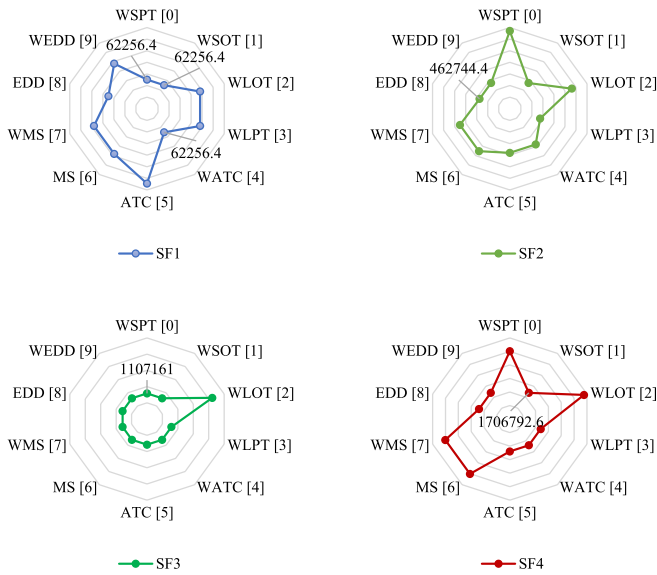 WSPT [0]
WEDD [9]
62256.4
WSOT [1]
62256.4
EDD [8]
WLOT [2]
WMS [7]
WLPT [3]
62256.4
MS [6]
WATC [4]
ATC [5]
SF1
WSPT [0]
WEDD [9]
WSOT [1]
462744.4
EDD [8]
WLOT [2]
WMS [7]
WLPT [3]
MS [6]
WATC [4]
ATC [5]
SF2
WSPT [0]
WEDD [9]
WSOT [1]
1107161
EDD [8]
WLOT [2]
WMS [7]
WLPT [3]
MS [6]
WATC [4]
ATC [5]
SF3
WSPT [0]
WEDD [9]
WSOT [1]
EDD [8]
WLOT [2]
1706792.6
WMS [7]
WLPT [3]
MS [6]
WATC [4]
ATC [5]
SF4